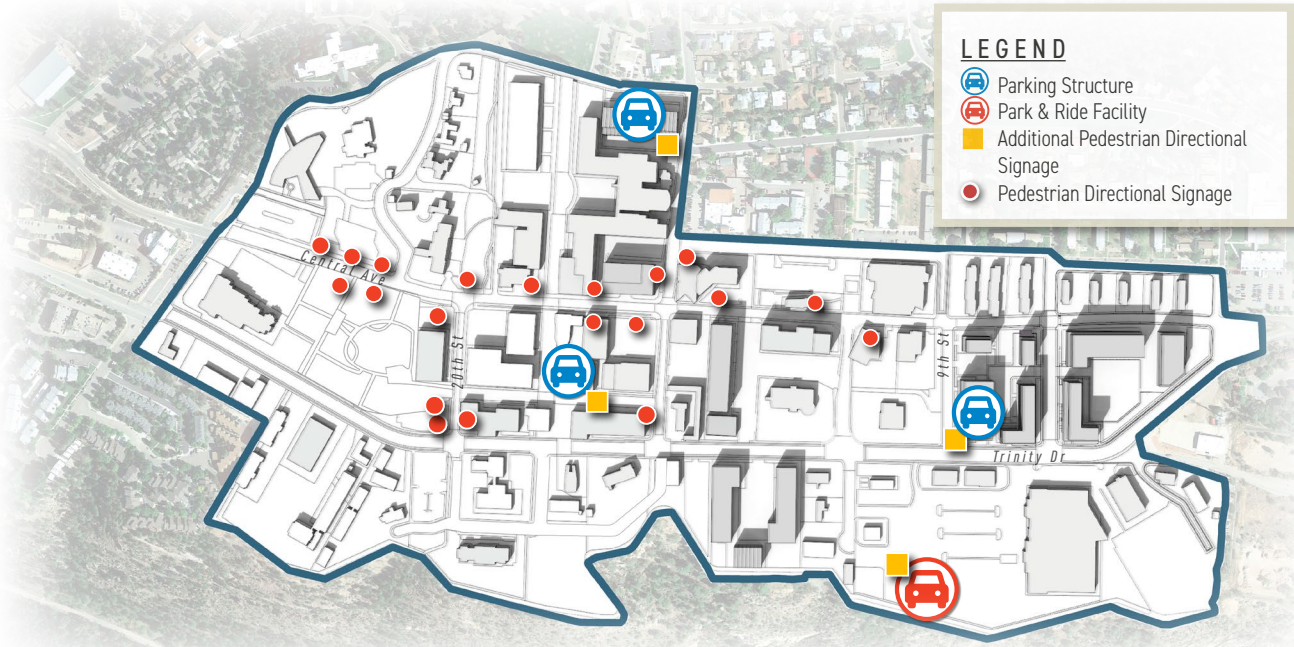 LEGEND
Parking Structure
Park & Ride Facility
Additional Pedestrian Directional
Signage
Pedestrian Directional Signage
Central Ave
20th St
9th St
Trinity Dr